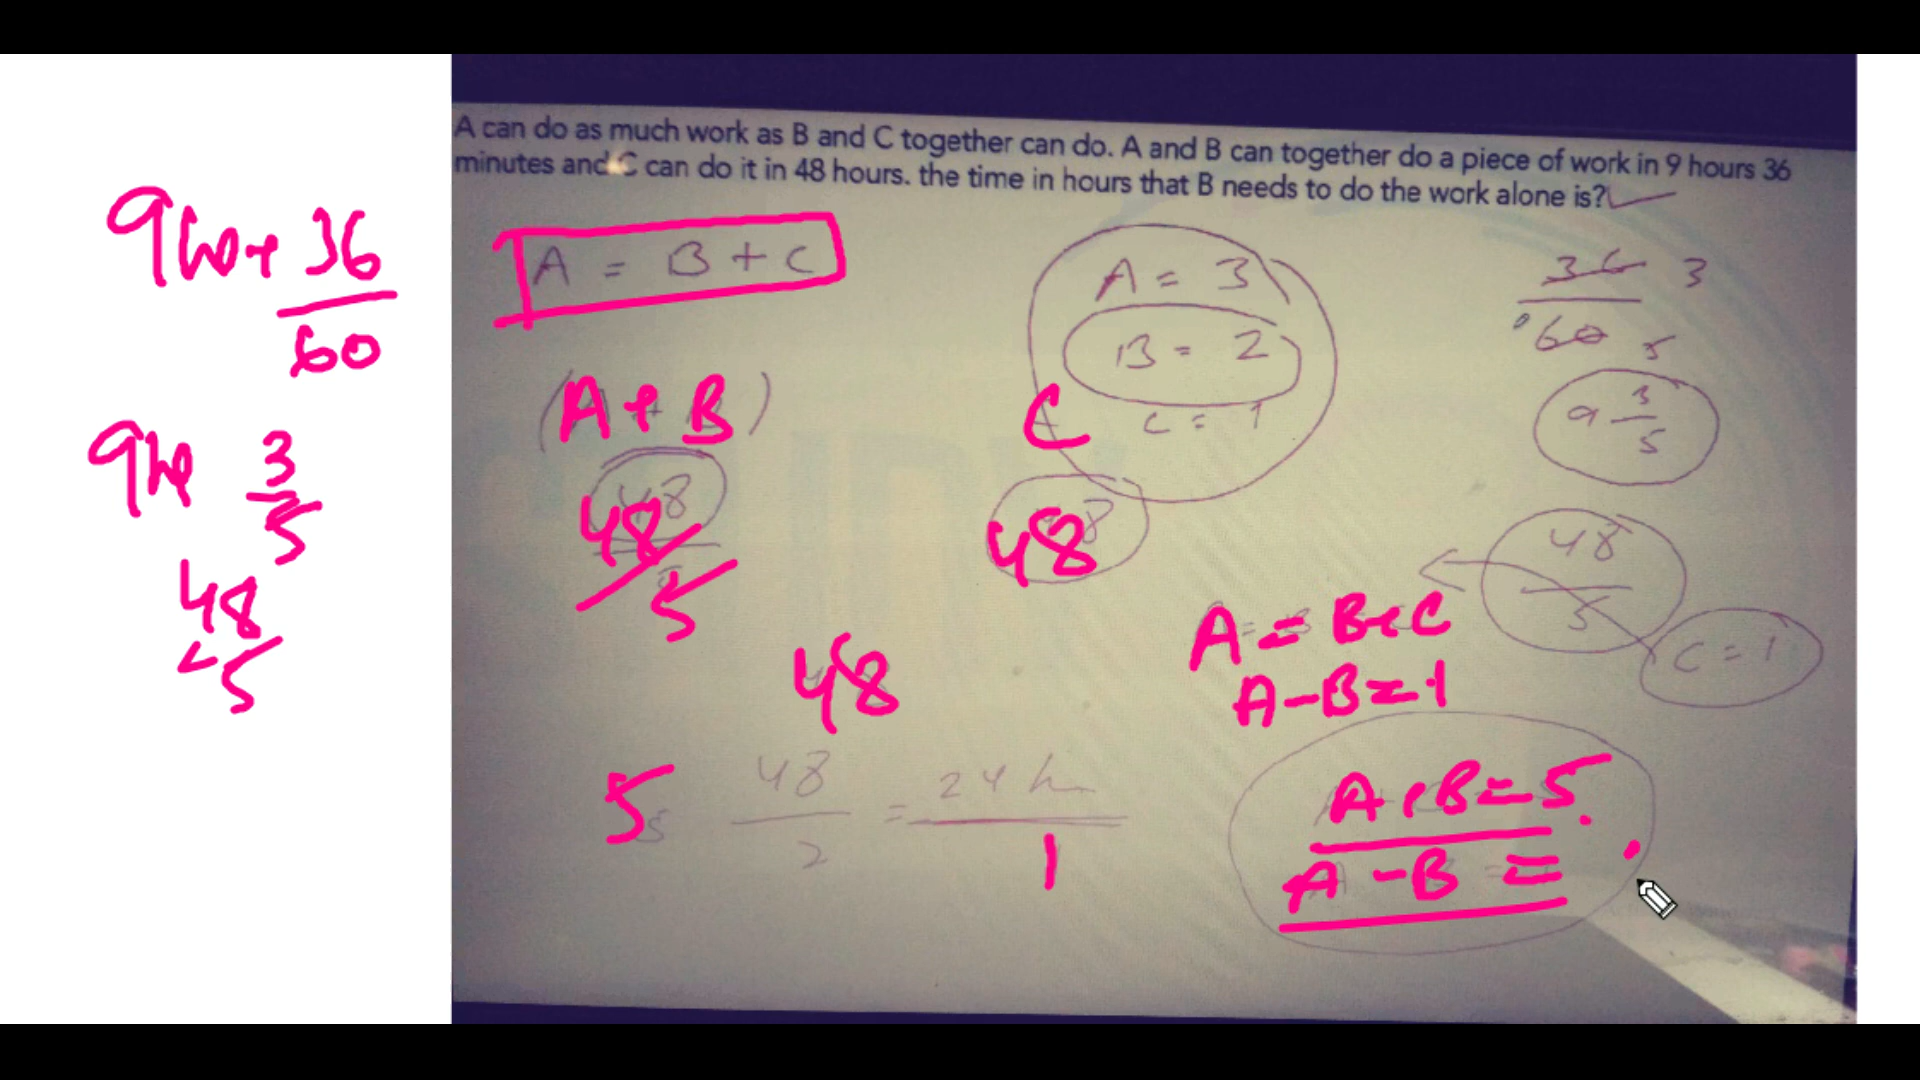 A can do as much work as B and C together can do. A and B can together do a piece of work in 9 hours 36
minutes and C can do it in 48 hours. the time in hours that B needs to do the work alone is?
36
60
9
3
5
48
5
A = B + C
(A + B)
48
5
C
48
48
5
1
48
2
= 24 h
A = 3
B = 2
C = 1
36 3
60 5
9 3
5
48
5
C = 1
A = B+C
A-B=1
A+B=5
A-B =